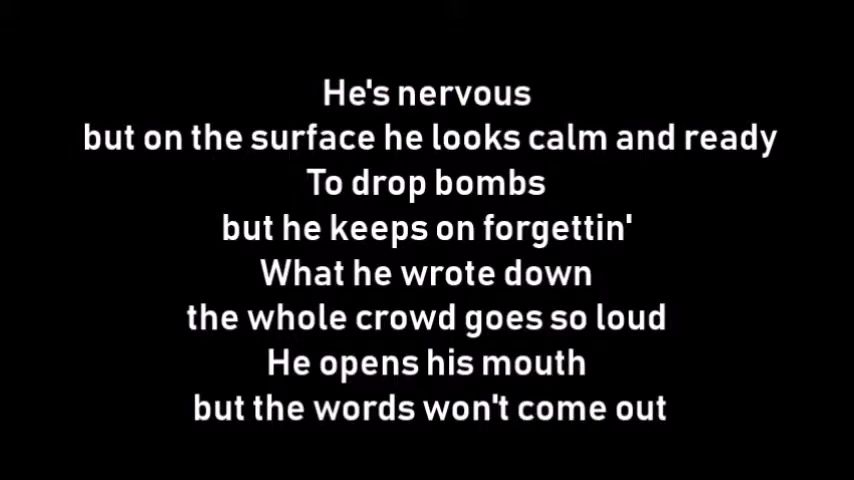 He's nervous
but on the surface he looks calm and ready
To drop bombs
but he keeps on forgettin'
What he wrote down
the whole crowd goes so loud
He opens his mouth
but the words won't come out